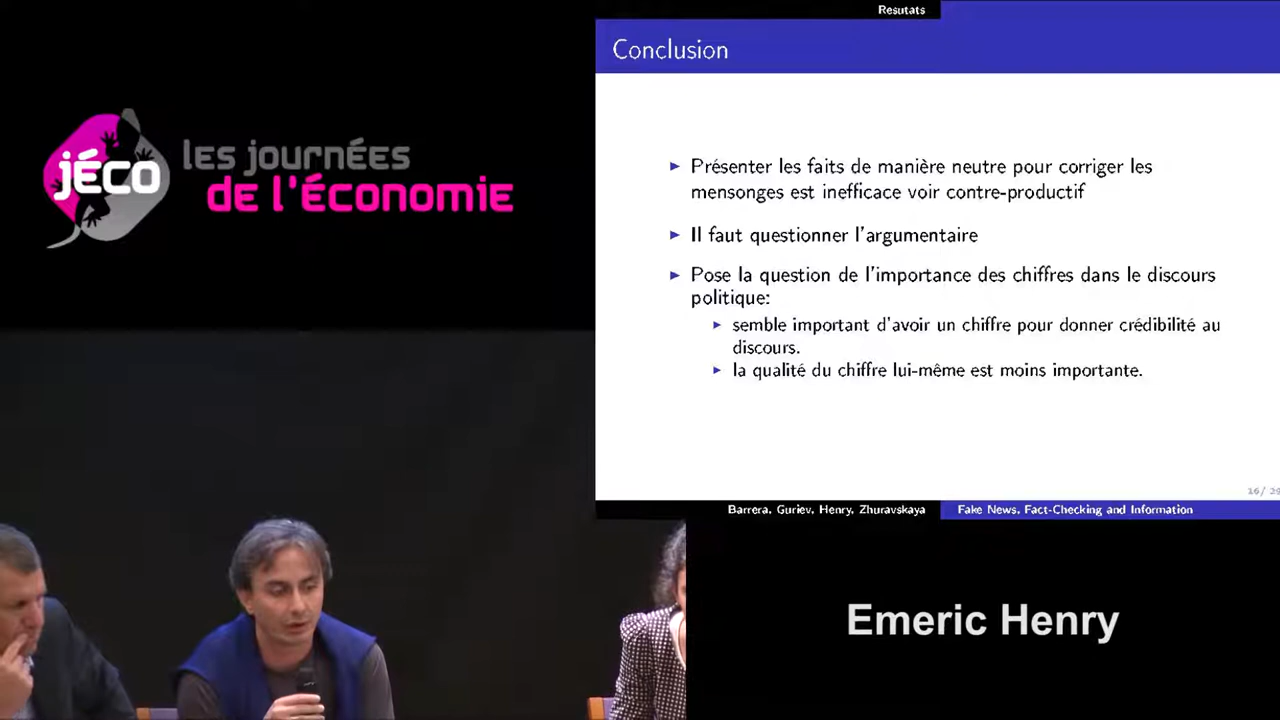 Resutats
Conclusion
jéco
les journées
de l'économie
Présenter les faits de manière neutre pour corriger les
mensonges est inefficace voir contre-productif
Il faut questionner l'argumentaire
Pose la question de l'importance des chiffres dans le discours
politique:
semble important d'avoir un chiffre pour donner crédibilité au
discours.
la qualité du chiffre lui-même est moins importante.
16/ 29
Barrera, Guriev, Henry, Zhuravskaya
Fake News, Fact-Checking and Information
Emeric Henry